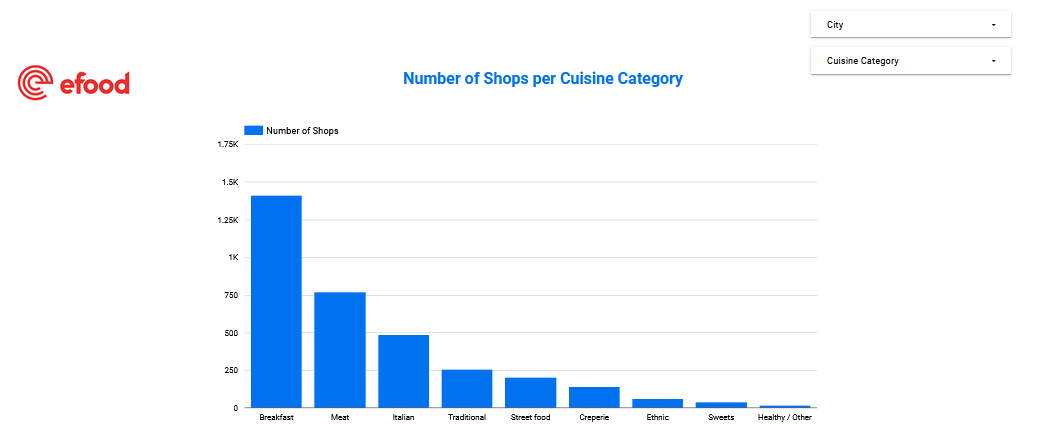 City
Cuisine Category
efood
Number of Shops per Cuisine Category
Number of Shops
1.75K
1.5K
1.25K
1K
750
500
250
0
Breakfast Meat Italian Traditional Street food Creperie Ethnic Sweets Healthy / Other